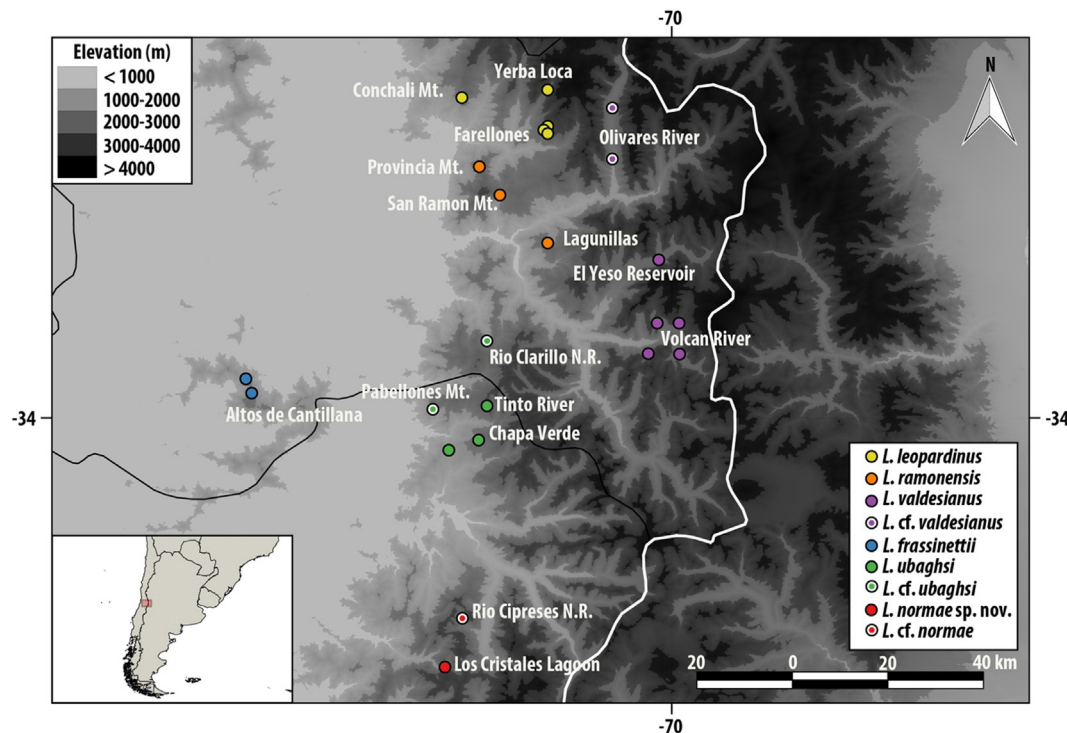 -70
Elevation (m)
< 1000
1000-2000
2000-3000
3000-4000
> 4000
N
Yerba Loca
Conchali Mt.
Farellones
Olivares River
Provincia Mt.
San Ramon Mt.
Lagunillas
El Yeso Reservoir
Volcan River
Rio Clarillo N.R.
Pabellones Mt.
Tinto River
Altos de Cantillana
Chapa Verde
-34
-34
L. leopardinus
L. ramonensis
L. valdesianus
L. cf. valdesianus
L. frassinettii
L. ubaghsi
L. cf. ubaghsi
L. normae sp. nov.
L. cf. normae
Rio Cipreses N.R.
Los Cristales Lagoon
20 0 20 40 km
-70